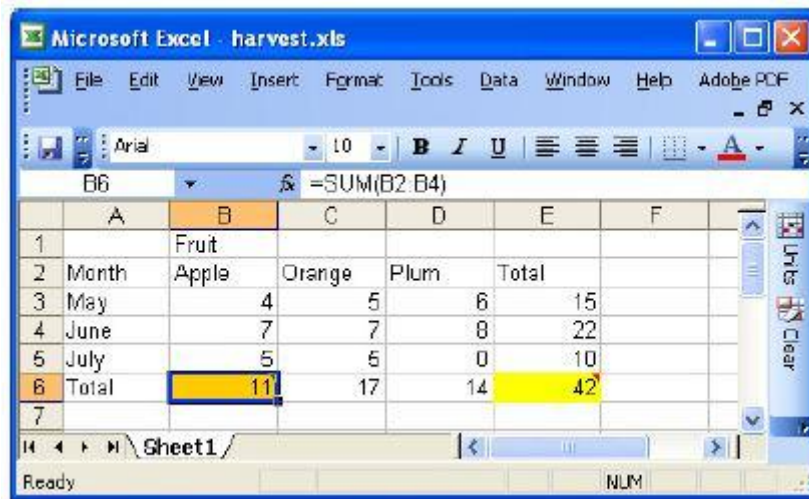 Microsoft Excel - harvest.xls
File Edit View Insert Format Tools Data Window Help Adobe PDF
Arial 10 B I U A
B6 fx =SUM(B2:B4)
A B C D E F
1 Fruit
2 Month Apple Orange Plum Total
3 May 4 5 6 15
4 June 7 7 8 22
5 July 5 5 0 10
6 Total 11 17 14 42
7
Units Clear
Sheet1
Ready NUM